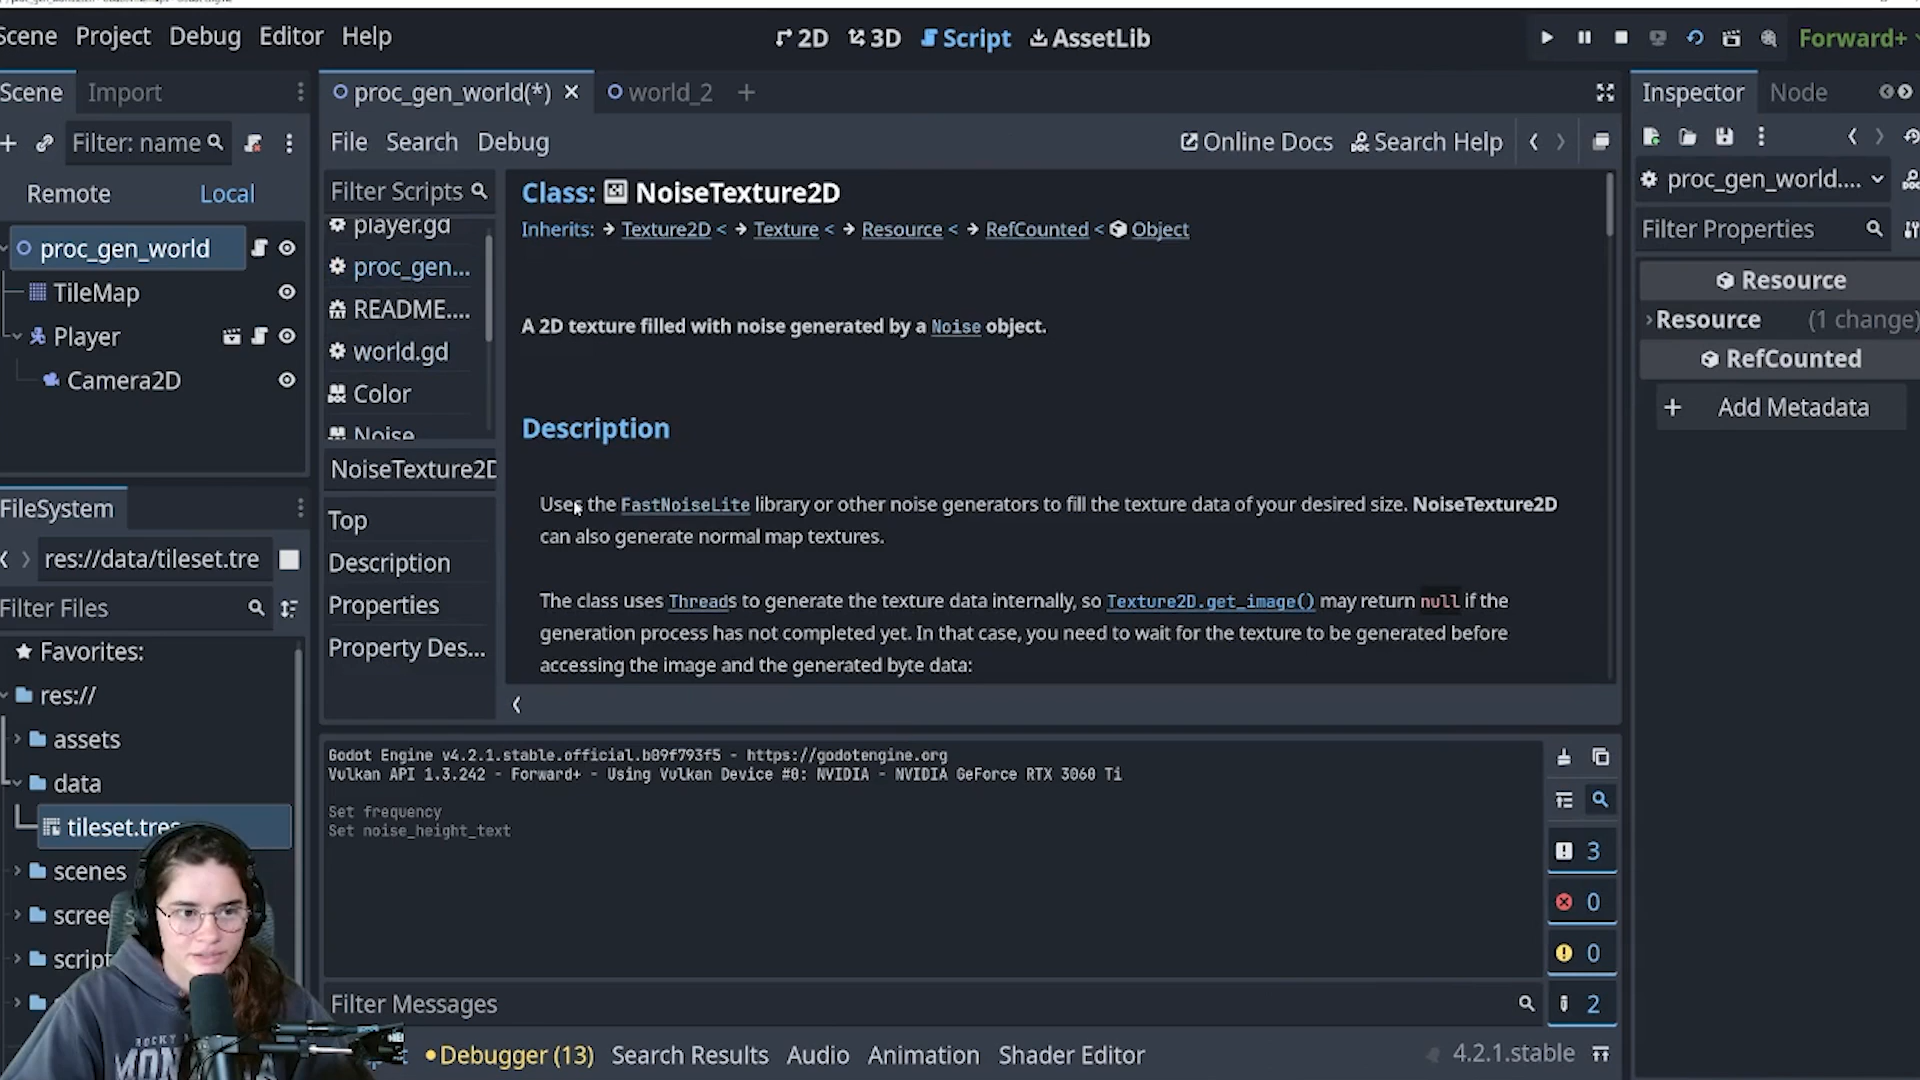 Scene Project Debug Editor Help
2D 3D Script AssetLib
Forward+
Scene Import
proc_gen_world(*) world_2
Inspector Node
Filter: name
File Search Debug
Online Docs Search Help
Remote Local
Filter Scripts
proc_gen_world....
Filter Properties
proc_gen_world
TileMap
Player
Camera2D
player.gd
proc_gen...
README....
world.gd
Color
Noise
NoiseTexture2D
Top
Description
Properties
Property Des...
Class: NoiseTexture2D
Inherits: Texture2D < Texture < Resource < RefCounted < Object
A 2D texture filled with noise generated by a Noise object.
Description
Uses the FastNoiseLite library or other noise generators to fill the texture data of your desired size. NoiseTexture2D
can also generate normal map textures.
The class uses Threads to generate the texture data internally, so Texture2D.get_image() may return null if the
generation process has not completed yet. In that case, you need to wait for the texture to be generated before
accessing the image and the generated byte data:
Resource
Resource (1 change)
RefCounted
Add Metadata
FileSystem
res://data/tileset.tre
Filter Files
Favorites:
res://
assets
data
tileset.tres
scenes
scree
script
Godot Engine v4.2.1.stable.official.b09f793f5 - https://godotengine.org
Vulkan API 1.3.242 - Forward+ - Using Vulkan Device #0: NVIDIA - NVIDIA GeForce RTX 3060 Ti
Set frequency
Set noise_height_text
3
0
0
2
Filter Messages
Debugger (13) Search Results Audio Animation Shader Editor
4.2.1.stable